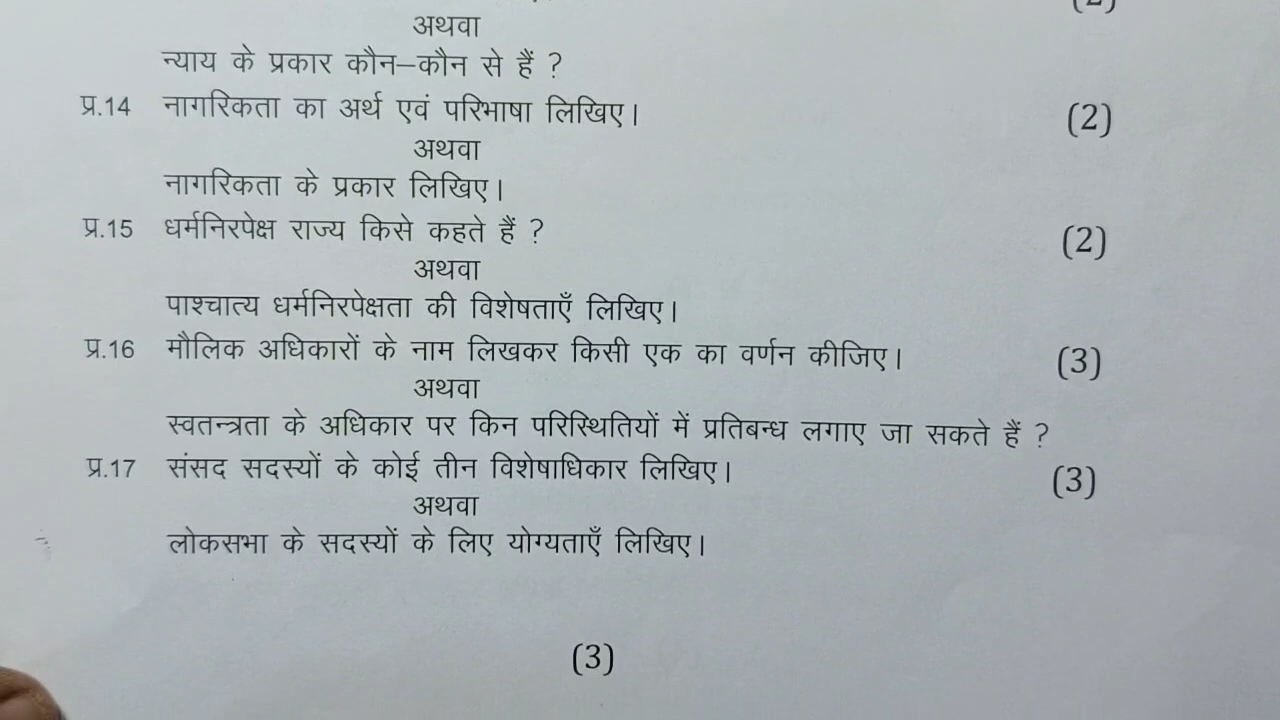 (2)
अथवा
न्याय के प्रकार कौन–कौन से हैं ?
प्र.14 नागरिकता का अर्थ एवं परिभाषा लिखिए। (2)
अथवा
नागरिकता के प्रकार लिखिए।
प्र.15 धर्मनिरपेक्ष राज्य किसे कहते हैं ? (2)
अथवा
पाश्चात्य धर्मनिरपेक्षता की विशेषताएँ लिखिए।
प्र.16 मौलिक अधिकारों के नाम लिखकर किसी एक का वर्णन कीजिए। (3)
अथवा
स्वतन्त्रता के अधिकार पर किन परिस्थितियों में प्रतिबन्ध लगाए जा सकते हैं ?
प्र.17 संसद सदस्यों के कोई तीन विशेषाधिकार लिखिए। (3)
अथवा
लोकसभा के सदस्यों के लिए योग्यताएँ लिखिए।
(3)